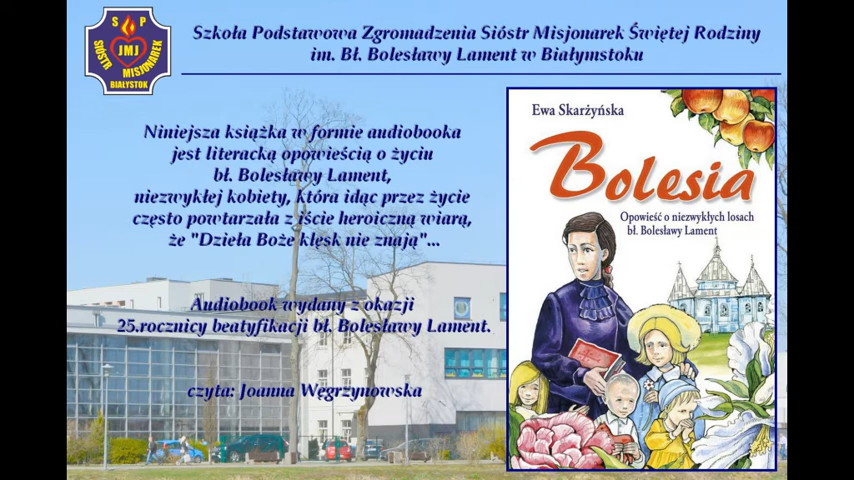 S P
SIÓSTR
JMJ
MISJONAREK
BIAŁYSTOK
Szkoła Podstawowa Zgromadzenia Sióstr Misjonarek Świętej Rodziny
im. Bł. Bolesławy Lament w Białymstoku
Niniejsza książka w formie audiobooka
jest literacką opowieścią o życiu
bł. Bolesławy Lament,
niezwykłej kobiety, która idąc przez życie
często powtarzała z iście heroiczną wiarą,
że "Dzieła Boże klęsk nie znają"...
Audiobook wydany z okazji
25.rocznicy beatyfikacji bł. Bolesławy Lament.
czyta: Joanna Węgrzynowska
Ewa Skarżyńska
Bolesia
Opowieść o niezwykłych losach
bł. Bolesławy Lament